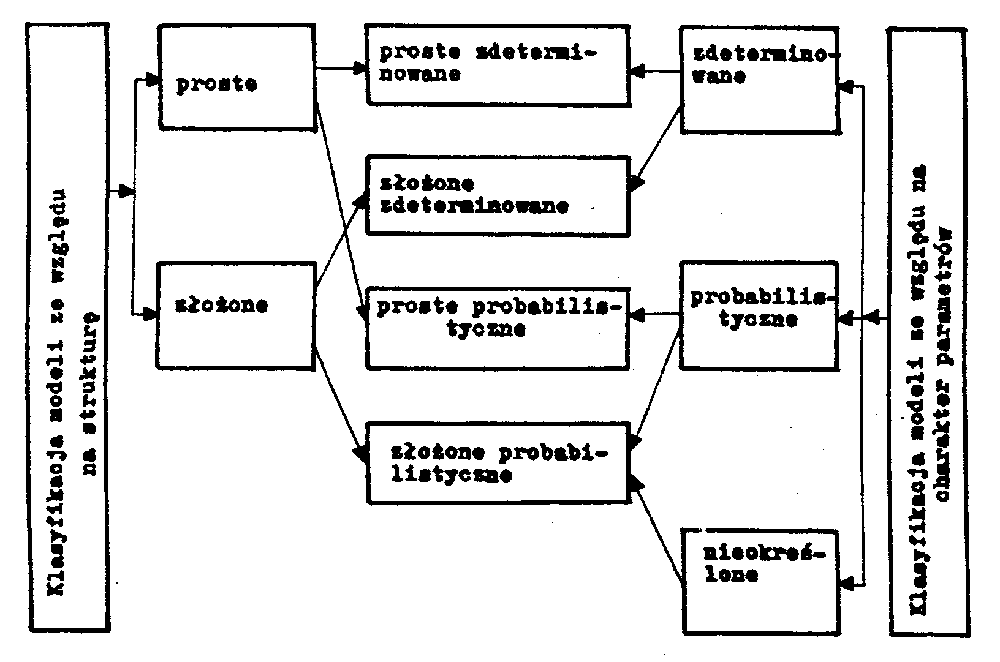 Klasyfikacja modeli ze względu
na strukturę
proste
złożone
proste zdetermi-
nowane
złożone
zdeterminowane
proste probabilis-
tyczne
złożone probabi-
listyczne
zdetermino-
wane
probabilis-
tyczne
nieokreś-
lone
Klasyfikacja modeli ze względu na
charakter parametrów